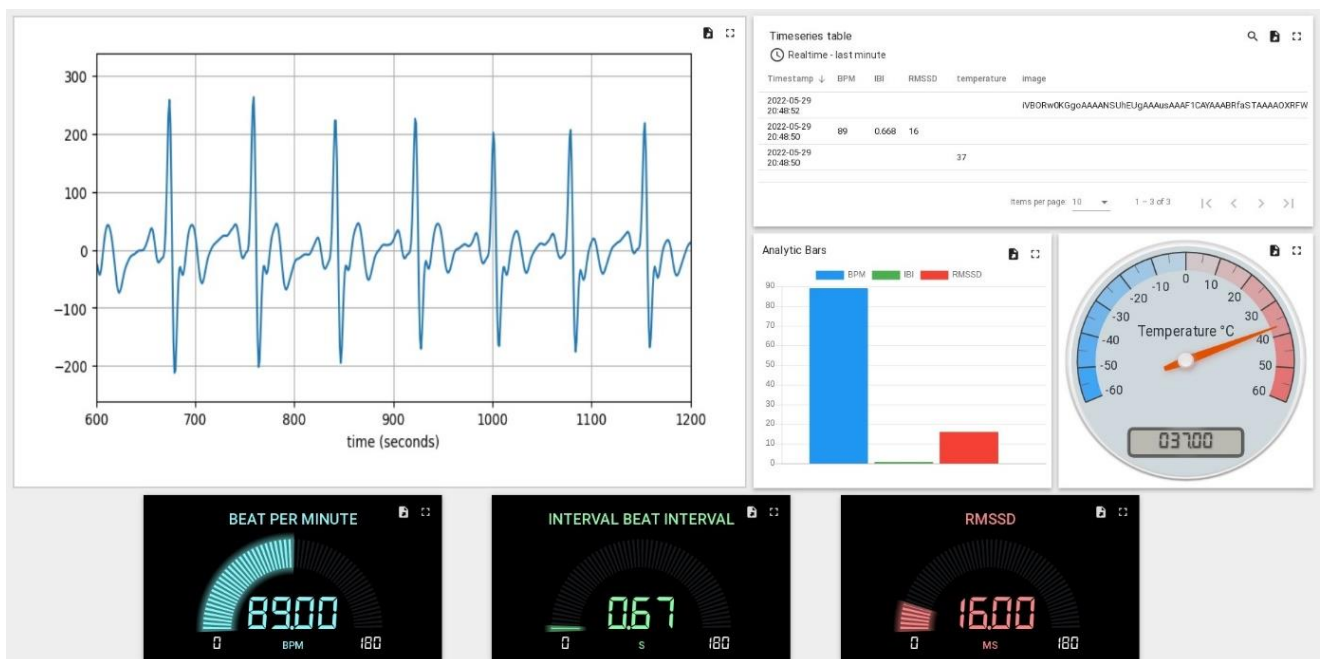 300
200
100
0
−100
−200
600 700 800 900 1000 1100 1200
time (seconds)
Timeseries table
Realtime - last minute
Timestamp ↓ BPM IBI RMSSD temperature image
2022-05-29
20:48:52
2022-05-29
20:48:50
89 0.668 16
2022-05-29
20:48:50
37
Items per page: 10 1 – 3 of 3
Analytic Bars
BPM IBI RMSSD
90
80
70
60
50
40
30
20
10
0
-60 -50 -40 -30 -20 -10 0 10 20 30 40 50 60
Temperature °C
037.00
BEAT PER MINUTE
89.00
0 BPM 180
INTERVAL BEAT INTERVAL
0.67
0 S 180
RMSSD
16.00
0 MS 180